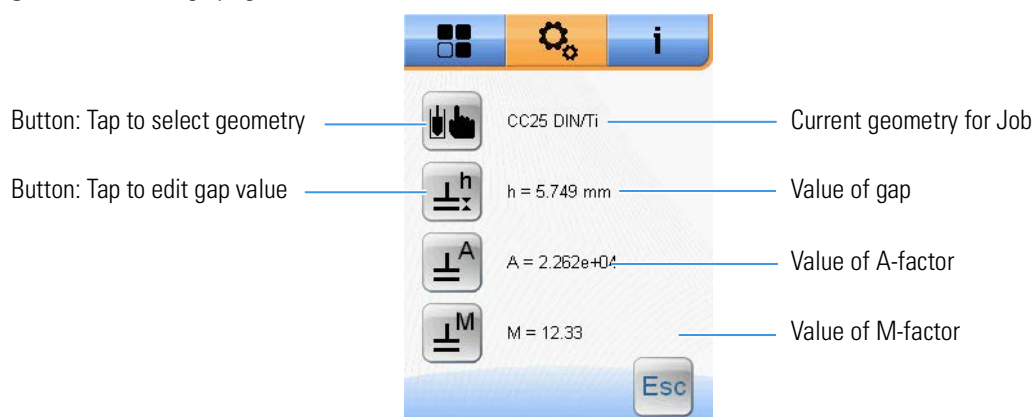 i
Button: Tap to select geometry
CC25 DIN/Ti
Current geometry for Job
Button: Tap to edit gap value
h
h = 5.749 mm
Value of gap
A
A = 2.262e+04
Value of A-factor
M
M = 12.33
Value of M-factor
Esc